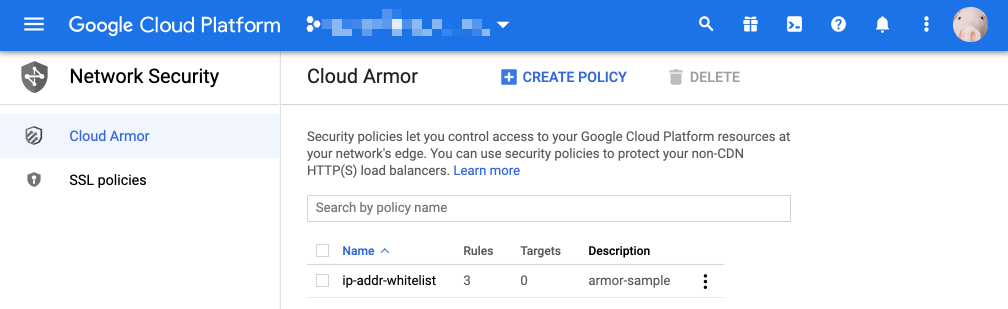 Google Cloud Platform
Network Security
Cloud Armor
CREATE POLICY
DELETE
Cloud Armor
SSL policies
Security policies let you control access to your Google Cloud Platform resources at
your network's edge. You can use security policies to protect your non-CDN
HTTP(S) load balancers. Learn more
Search by policy name
Name Rules Targets Description
ip-addr-whitelist 3 0 armor-sample